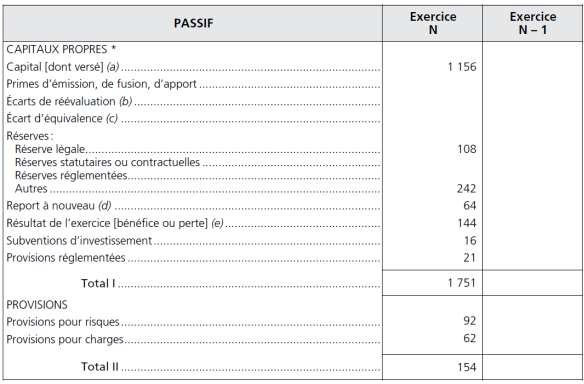 PASSIF Exercice N Exercice N – 1
CAPITAUX PROPRES *
Capital [dont versé] (a) 1 156
Primes d'émission, de fusion, d'apport
Écarts de réévaluation (b)
Écart d'équivalence (c)
Réserves :
Réserve légale 108
Réserves statutaires ou contractuelles
Réserves réglementées
Autres 242
Report à nouveau (d) 64
Résultat de l'exercice [bénéfice ou perte] (e) 144
Subventions d'investissement 16
Provisions réglementées 21
Total I 1 751
PROVISIONS
Provisions pour risques 92
Provisions pour charges 62
Total II 154